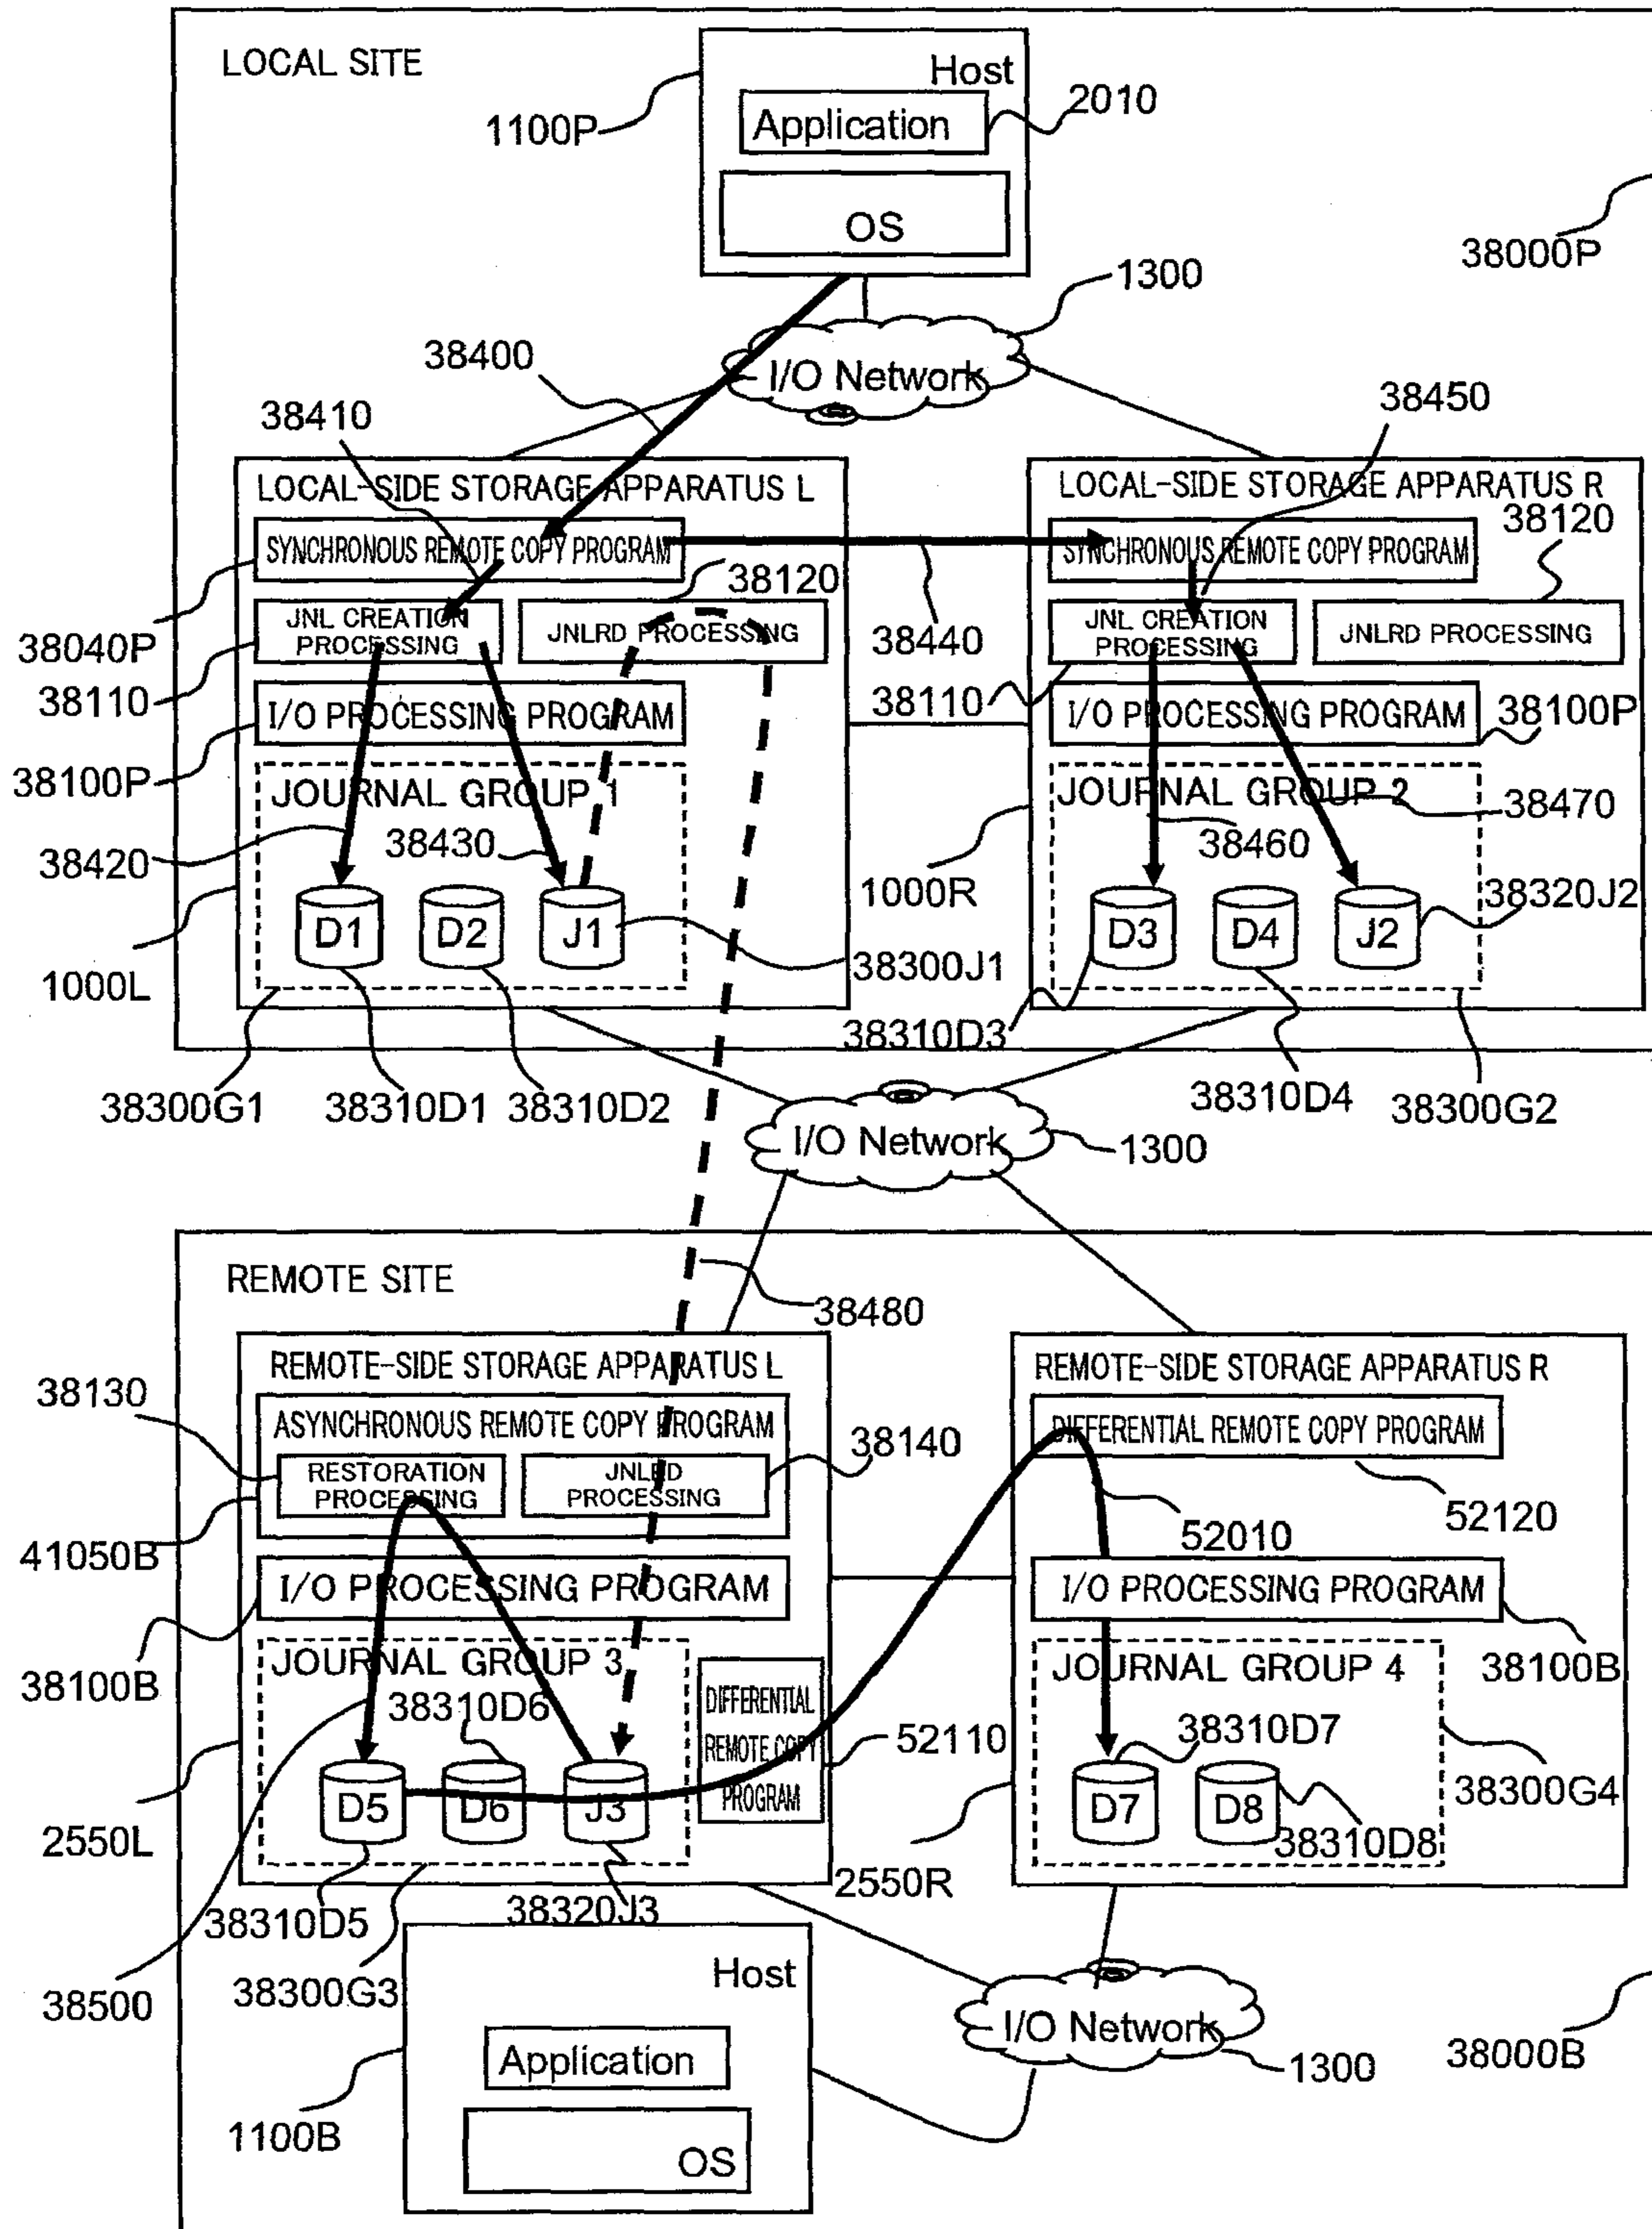 LOCAL SITE
Host
Application
2010
1100P
OS
38000P
1300
I/O Network
38400
38410
38450
LOCAL-SIDE STORAGE APPARATUS L
LOCAL-SIDE STORAGE APPARATUS R
38120
SYNCHRONOUS REMOTE COPY PROGRAM
SYNCHRONOUS REMOTE COPY PROGRAM
38120
JNL CREATION
PROCESSING
JNLRD PROCESSING
JNL CREATION
PROCESSING
JNLRD PROCESSING
38040P
38440
38110
38110
I/O PROCESSING PROGRAM
I/O PROCESSING PROGRAM
38100P
38100P
JOURNAL GROUP 1
JOURNAL GROUP 2
38470
38420
38430
38460
1000R
38320J2
D1
D2
J1
D3
D4
J2
1000L
38300J1
38310D3
38300G1
38310D1
38310D2
38310D4
38300G2
I/O Network
1300
REMOTE SITE
38480
REMOTE-SIDE STORAGE APPARATUS L
REMOTE-SIDE STORAGE APPARATUS R
38130
ASYNCHRONOUS REMOTE COPY PROGRAM
DIFFERENTIAL REMOTE COPY PROGRAM
38140
RESTORATION
PROCESSING
PROCESSING
52120
52010
41050B
I/O PROCESSING PROGRAM
I/O PROCESSING PROGRAM
JOURNAL GROUP 3
JOURNAL GROUP 4
38100B
38100B
38310D6
DIFFERENTIAL
REMOTE COPY
PROGRAM
38310D7
52110
38300G4
D5
D6
J3
D7
D8
2550L
38310D8
2550R
38310D5
38320J3
38300G3
38500
Host
I/O Network
Application
1300
38000B
1100B
OS